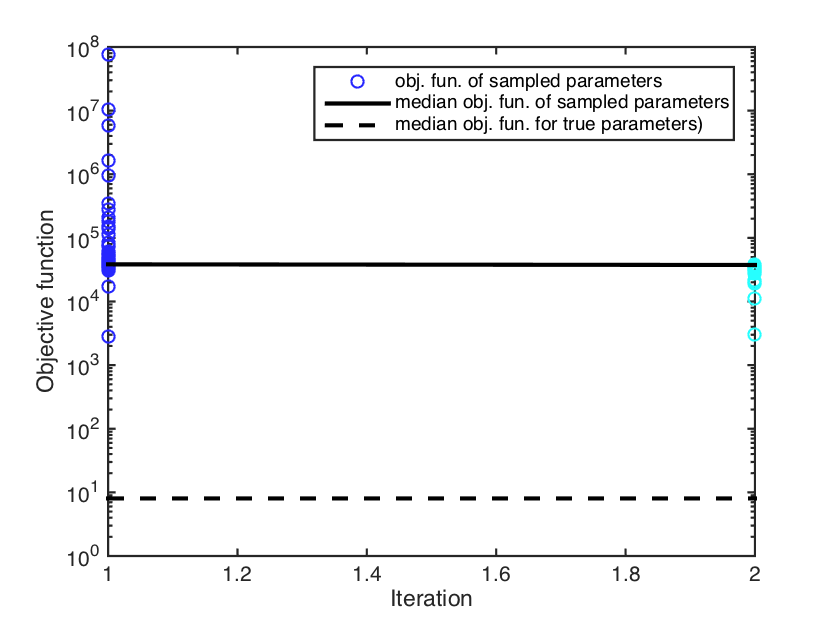 10^8
10^7
10^6
10^5
10^4
10^3
10^2
10^1
10^0
Objective function
obj. fun. of sampled parameters
median obj. fun. of sampled parameters
median obj. fun. for true parameters)
1 1.2 1.4 1.6 1.8 2
Iteration